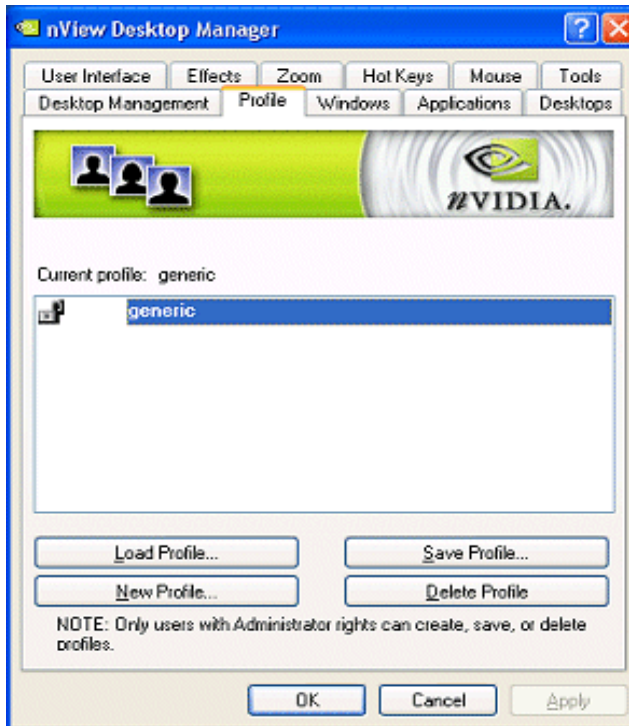 nView Desktop Manager
User Interface Effects Zoom Hot Keys Mouse Tools
Desktop Management Profile Windows Applications Desktops
nVIDIA.
Current profile: generic
generic
Load Profile... Save Profile...
New Profile... Delete Profile
NOTE: Only users with Administrator rights can create, save, or delete
profiles.
OK Cancel Apply